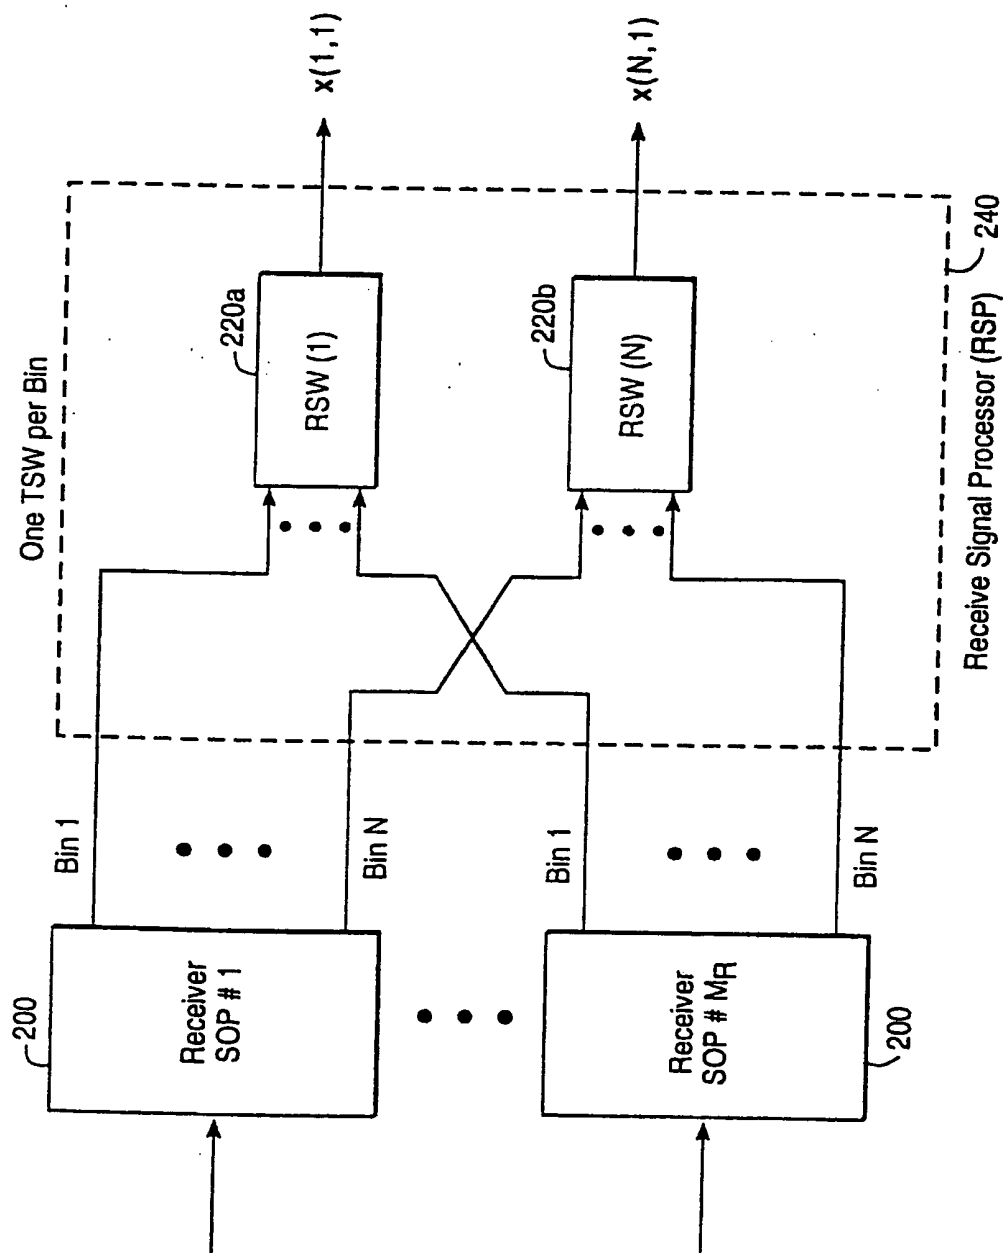 One TSW per Bin
200
Receiver
SOP # 1
Bin 1
Bin N
220a
RSW (1)
x(1,1)
Receiver
SOP # MR
200
Bin 1
Bin N
220b
RSW (N)
x(N,1)
240
Receive Signal Processor (RSP)